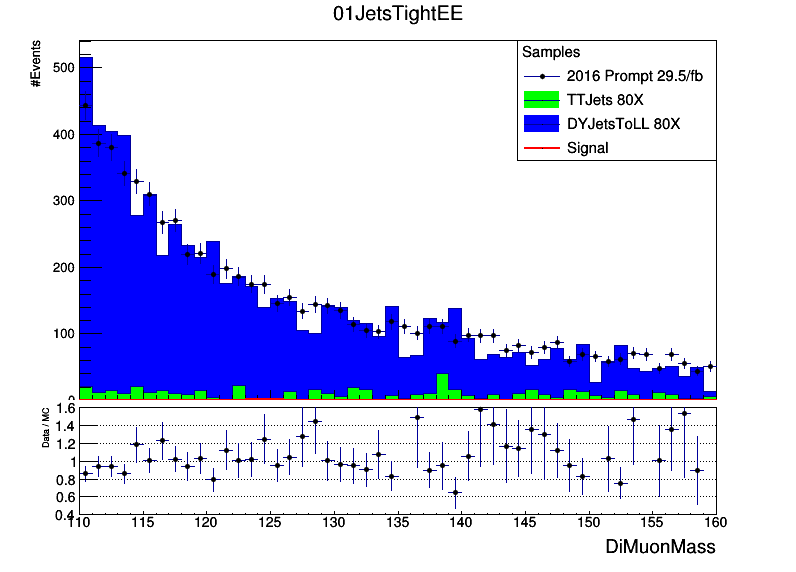 01JetsTightEE
#Events
500
400
300
200
100
0
Samples
2016 Prompt 29.5/fb
TTJets 80X
DYJetsToLL 80X
Signal
Data / MC
1.6
1.4
1.2
1
0.8
0.6
0.4
110 115 120 125 130 135 140 145 150 155 160
DiMuonMass